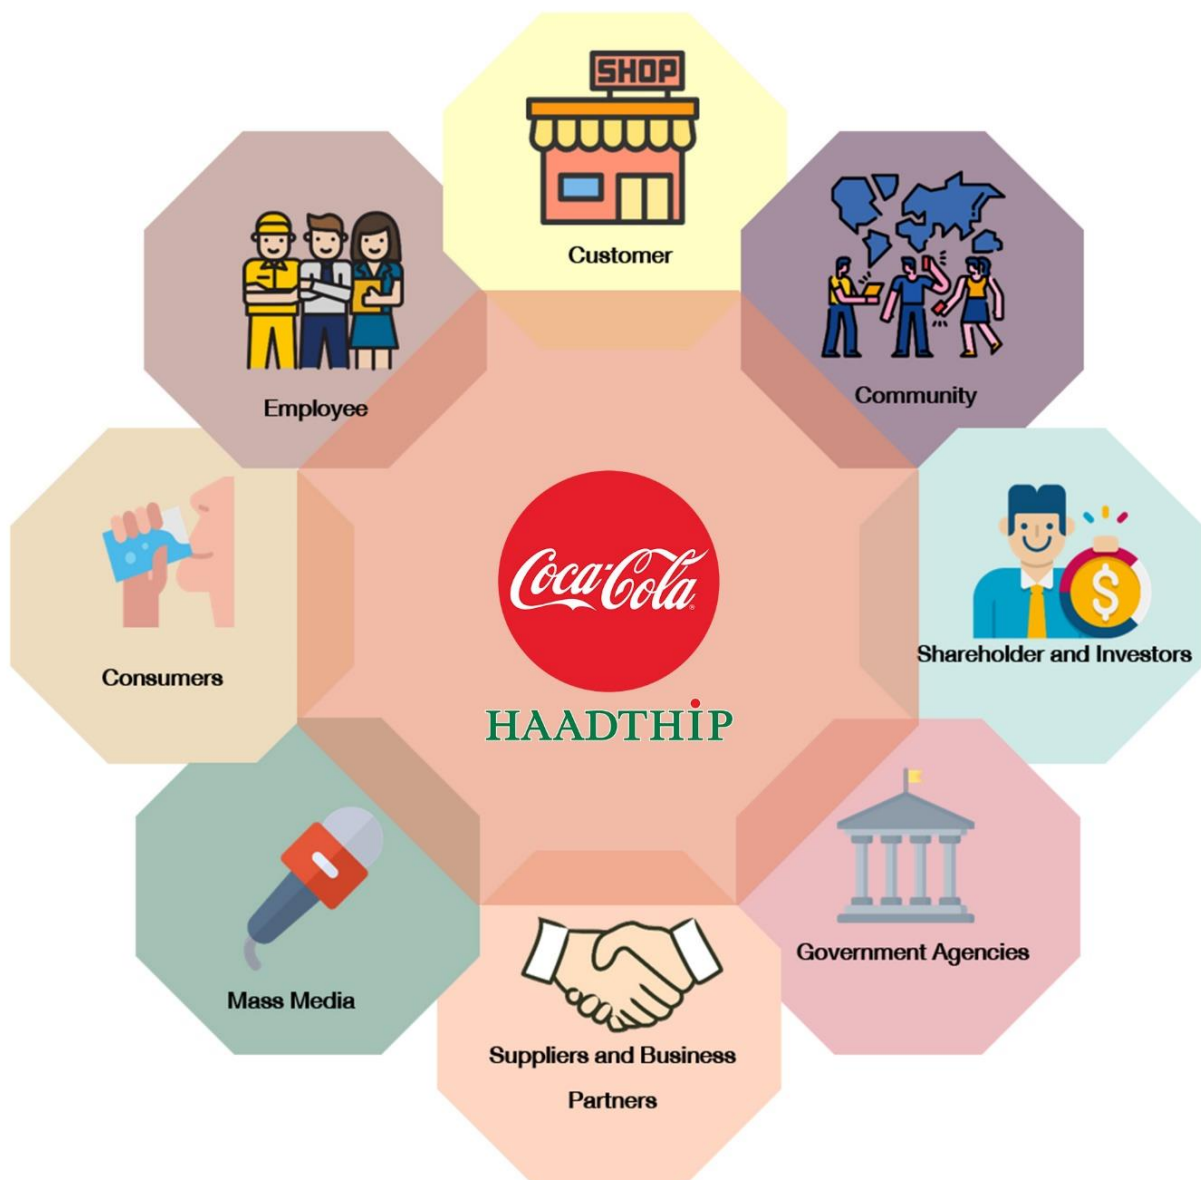 SHOP
Customer
Community
Employee
Coca-Cola
HAADTHiP
Shareholder and Investors
Consumers
Government Agencies
Mass Media
Suppliers and Business
Partners
$